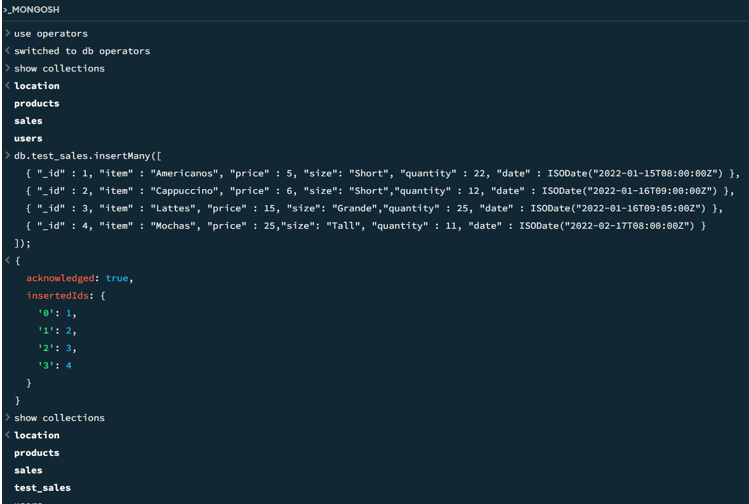 >_MONGOSH
> use operators
< switched to db operators
> show collections
< location
products
sales
users
> db.test_sales.insertMany([
{ "_id" : 1, "item" : "Americanos", "price" : 5, "size": "Short", "quantity" : 22, "date" : ISODate("2022-01-15T08:00:00Z") },
{ "_id" : 2, "item" : "Cappuccino", "price" : 6, "size": "Short","quantity" : 12, "date" : ISODate("2022-01-16T09:00:00Z") },
{ "_id" : 3, "item" : "Lattes", "price" : 15, "size": "Grande","quantity" : 25, "date" : ISODate("2022-01-16T09:05:00Z") },
{ "_id" : 4, "item" : "Mochas", "price" : 25,"size": "Tall", "quantity" : 11, "date" : ISODate("2022-02-17T08:00:00Z") }
]);
< {
acknowledged: true,
insertedIds: {
'0': 1,
'1': 2,
'2': 3,
'3': 4
}
}
> show collections
< location
products
sales
test_sales